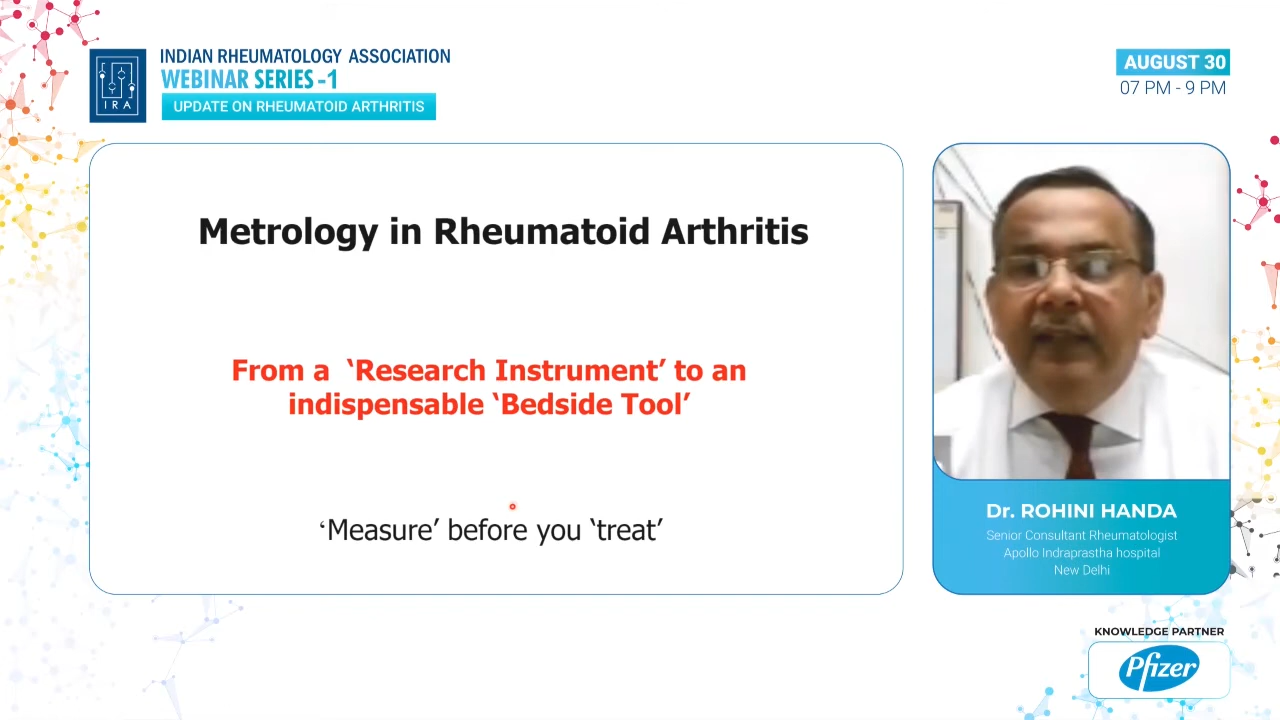 INDIAN RHEUMATOLOGY ASSOCIATION
WEBINAR SERIES -1
UPDATE ON RHEUMATOID ARTHRITIS
IRA
AUGUST 30
07 PM - 9 PM
Metrology in Rheumatoid Arthritis
From a ‘Research Instrument’ to an
indispensable ‘Bedside Tool’
‘Measure’ before you ‘treat’
Dr. ROHINI HANDA
Senior Consultant Rheumatologist
Apollo Indraprastha hospital
New Delhi
KNOWLEDGE PARTNER
Pfizer